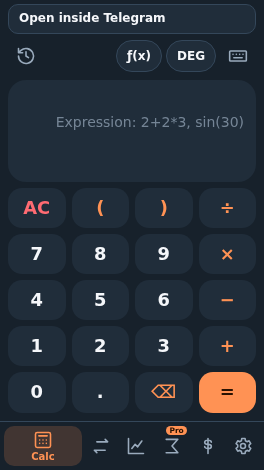 Open inside Telegram
ƒ(x) DEG
Expression: 2+2*3, sin(30)
AC ( ) ÷
7 8 9 ×
4 5 6 −
1 2 3 +
0 . ⌫ =
Pro
Calc $